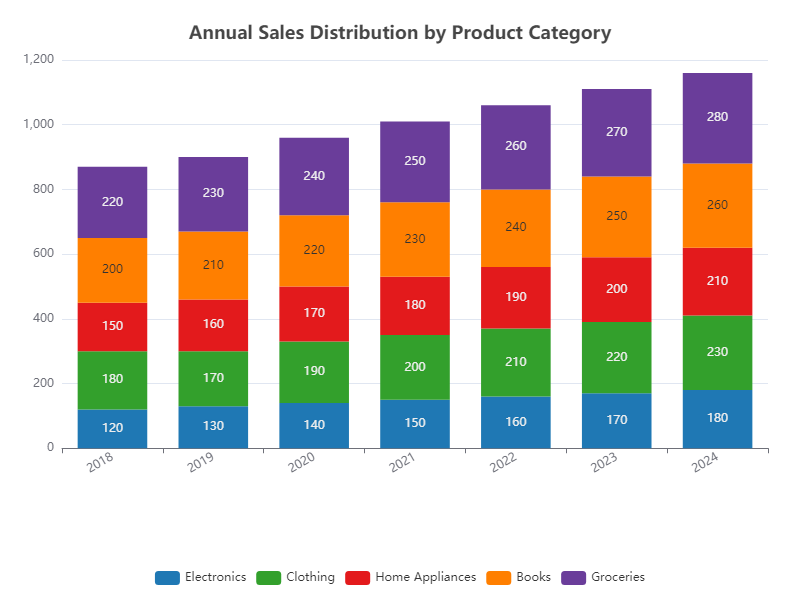 Annual Sales Distribution by Product Category
1,200
1,000
800
600
400
200
0
220 230 240 250 260 270 280
200 210 220 230 240 250 260
150 160 170 180 190 200 210
180 170 190 200 210 220 230
120 130 140 150 160 170 180
2018 2019 2020 2021 2022 2023 2024
Electronics Clothing Home Appliances Books Groceries